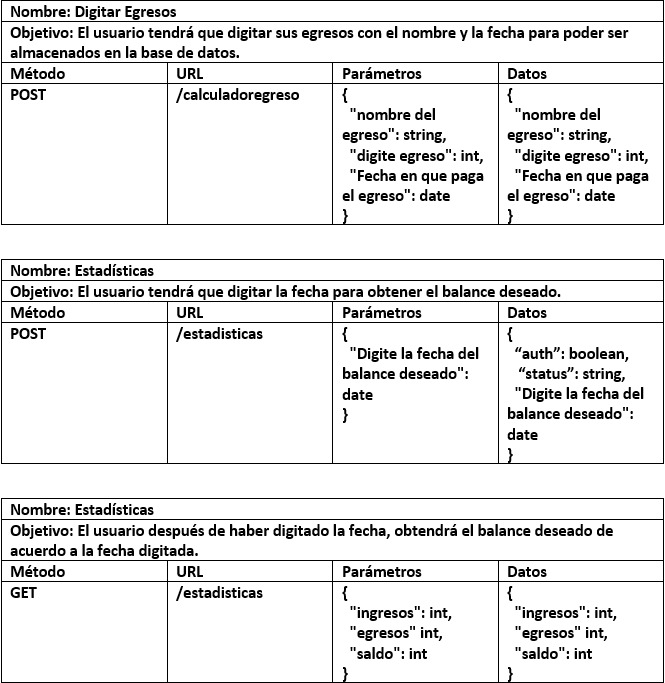 Nombre: Digitar Egresos
Objetivo: El usuario tendrá que digitar sus egresos con el nombre y la fecha para poder ser
almacenados en la base de datos.
Método URL Parámetros Datos
POST /calculadoregreso { {
"nombre del "nombre del
egreso": string, egreso": string,
"digite egreso": int, "digite egreso": int,
"Fecha en que paga "Fecha en que paga
el egreso": date el egreso": date
} }
Nombre: Estadísticas
Objetivo: El usuario tendrá que digitar la fecha para obtener el balance deseado.
Método URL Parámetros Datos
POST /estadisticas { {
"Digite la fecha del “auth”: boolean,
balance deseado": “status”: string,
date "Digite la fecha del
} balance deseado":
date
}
Nombre: Estadísticas
Objetivo: El usuario después de haber digitado la fecha, obtendrá el balance deseado de
acuerdo a la fecha digitada.
Método URL Parámetros Datos
GET /estadisticas { {
"ingresos": int, "ingresos": int,
"egresos" int, "egresos" int,
"saldo": int "saldo": int
} }